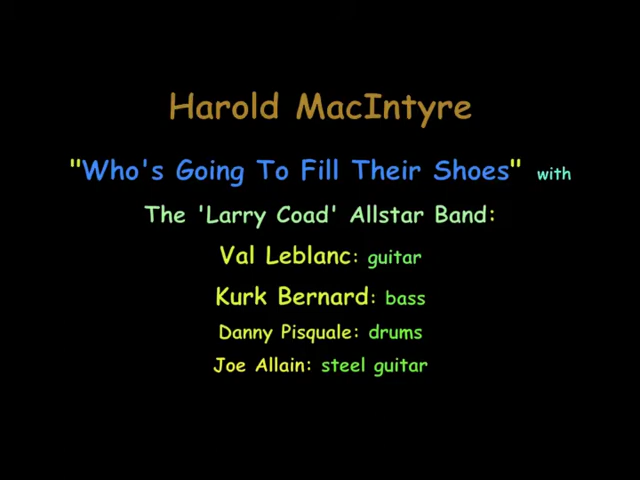 Harold MacIntyre
"Who's Going To Fill Their Shoes" with
The 'Larry Coad' Allstar Band:
Val Leblanc: guitar
Kurk Bernard: bass
Danny Pisquale: drums
Joe Allain: steel guitar